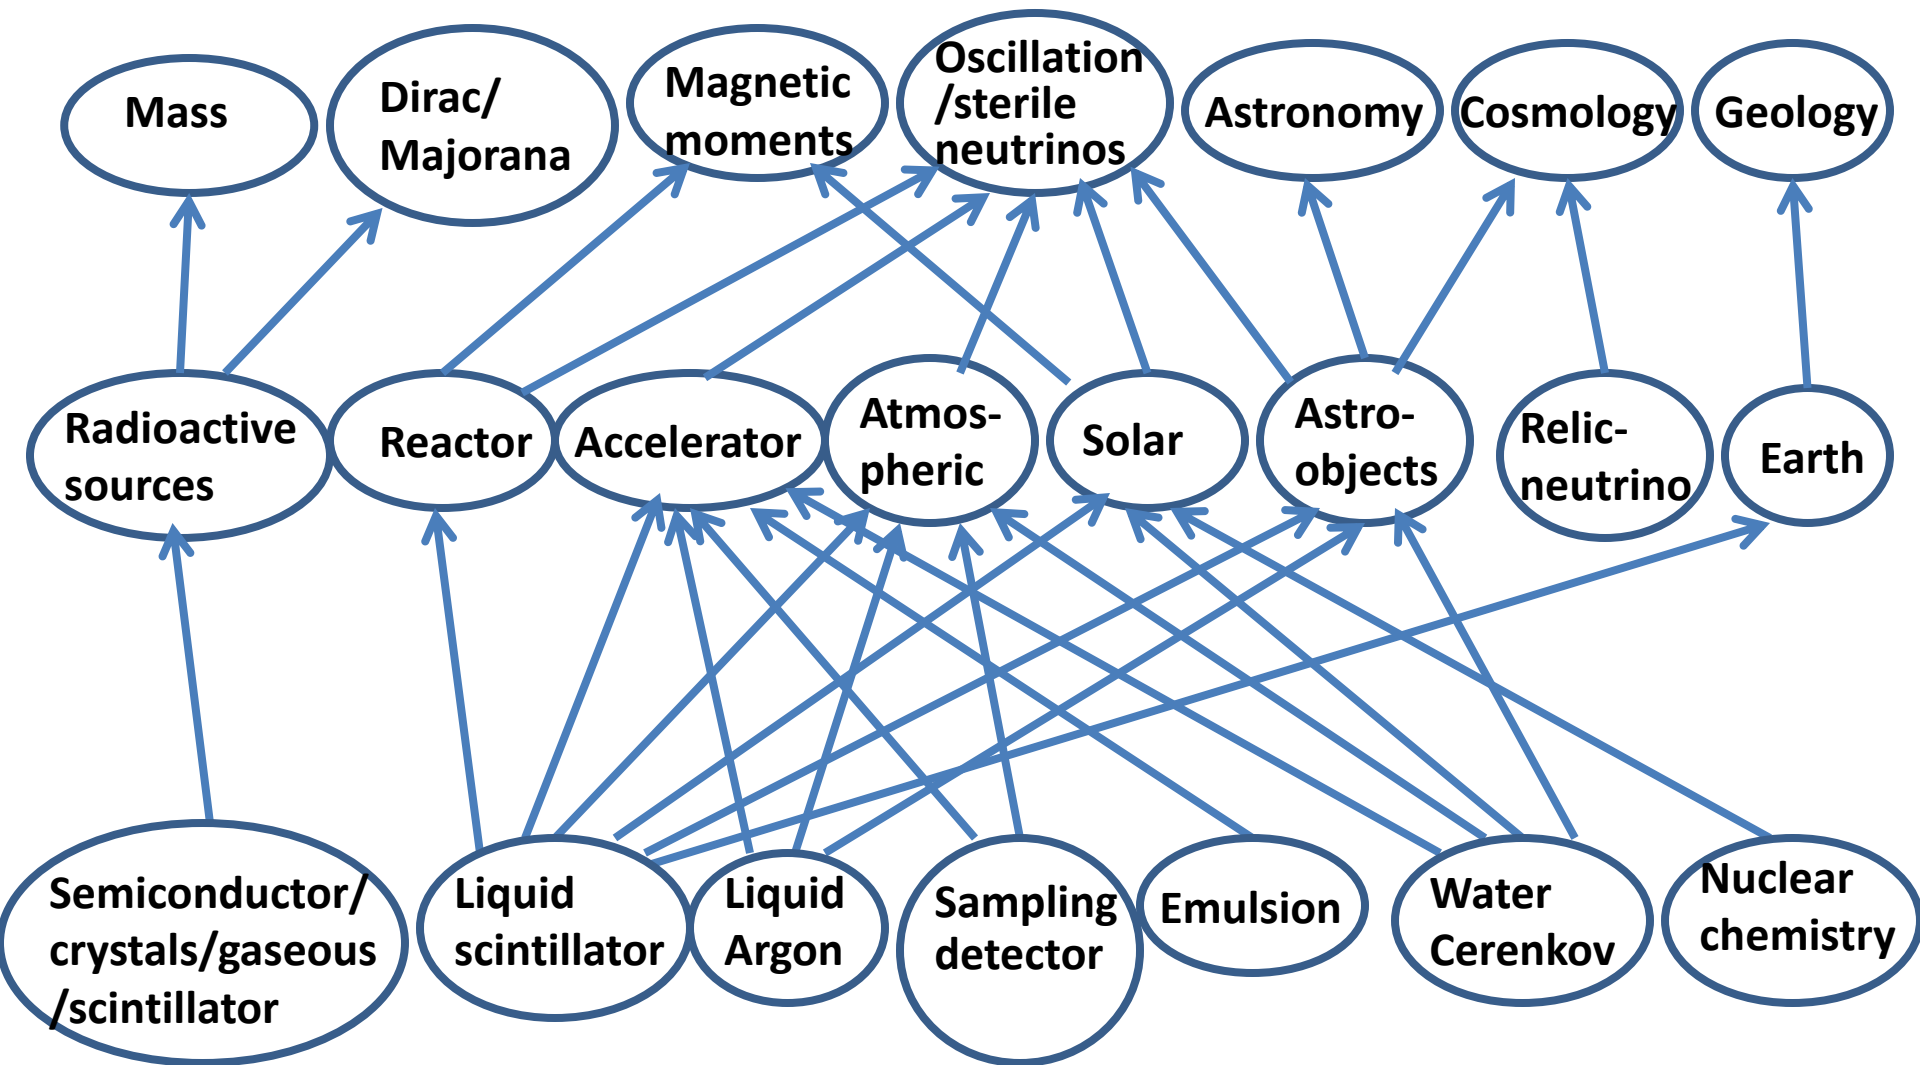 Mass
Dirac/
Majorana
Magnetic
moments
Oscillation
/sterile
neutrinos
Astronomy
Cosmology
Geology
Radioactive
sources
Reactor
Accelerator
Atmos-
pheric
Solar
Astro-
objects
Relic-
neutrino
Earth
Semiconductor/
crystals/gaseous
/scintillator
Liquid
scintillator
Liquid
Argon
Sampling
detector
Emulsion
Water
Cerenkov
Nuclear
chemistry